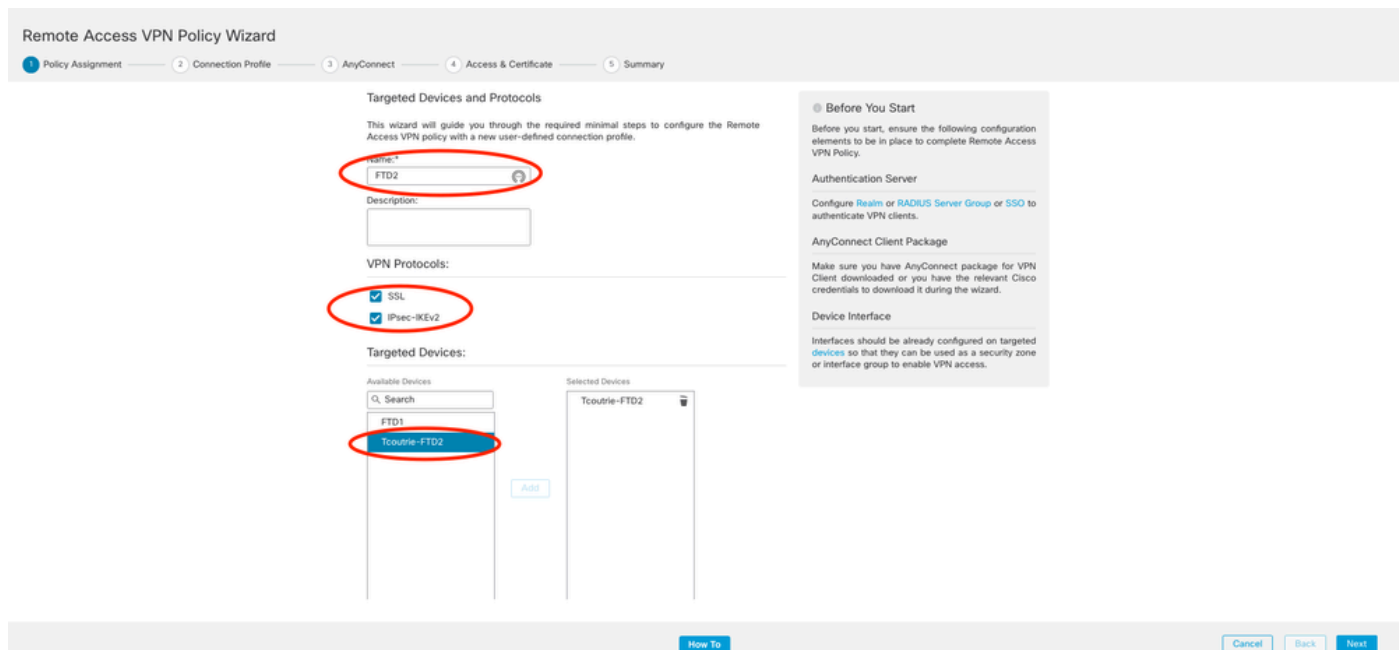 Remote Access VPN Policy Wizard
1 Policy Assignment 2 Connection Profile 3 AnyConnect 4 Access & Certificate 5 Summary
Targeted Devices and Protocols
This wizard will guide you through the required minimal steps to configure the Remote
Access VPN policy with a new user-defined connection profile.
Name:*
FTD2
Description:
VPN Protocols:
SSL
IPsec-IKEv2
Targeted Devices:
Available Devices
Search
FTD1
Tcoutrie-FTD2
Add
Selected Devices
Tcoutrie-FTD2
Before You Start
Before you start, ensure the following configuration
elements to be in place to complete Remote Access
VPN Policy.
Authentication Server
Configure Realm or RADIUS Server Group or SSO to
authenticate VPN clients.
AnyConnect Client Package
Make sure you have AnyConnect package for VPN
Client downloaded or you have the relevant Cisco
credentials to download it during the wizard.
Device Interface
Interfaces should be already configured on targeted
devices so that they can be used as a security zone
or interface group to enable VPN access.
How To
Cancel Back Next